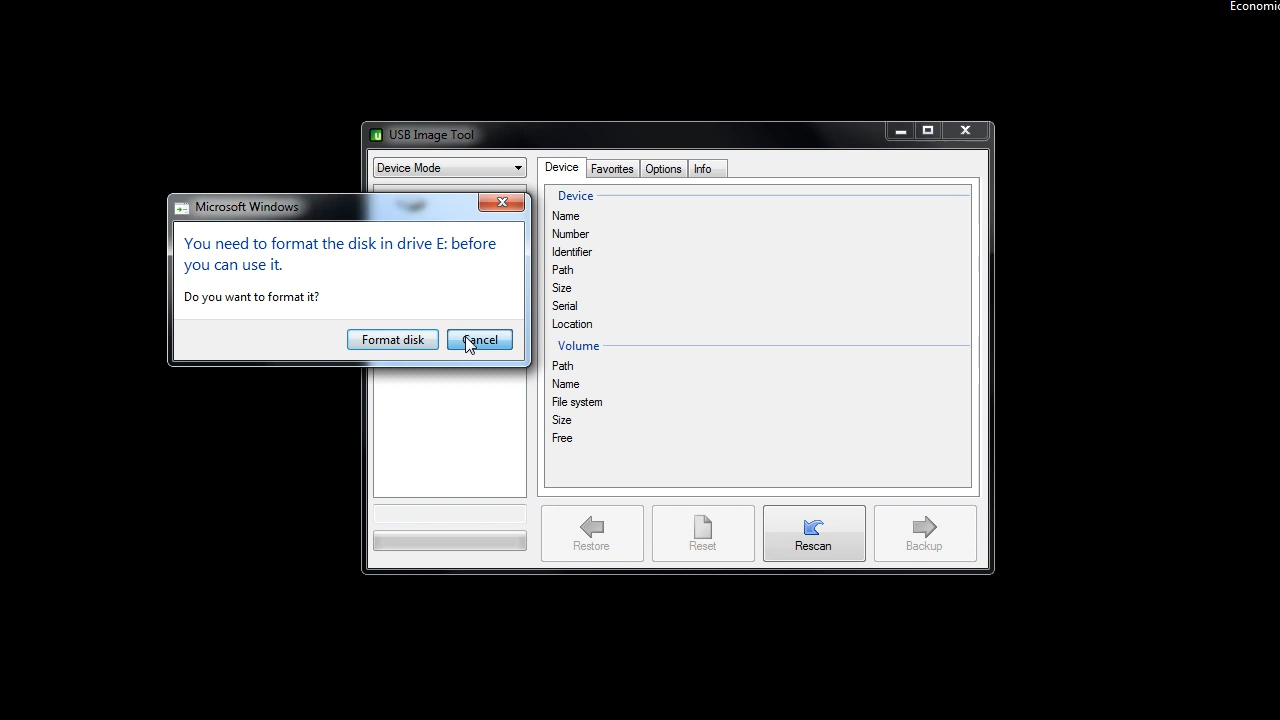 Economic
USB Image Tool
Device Mode
Device
Favorites
Options
Info
Microsoft Windows
You need to format the disk in drive E: before
you can use it.
Do you want to format it?
Format disk
Cancel
Device
Name
Number
Identifier
Path
Size
Serial
Location
Volume
Path
Name
File system
Size
Free
Restore
Reset
Rescan
Backup